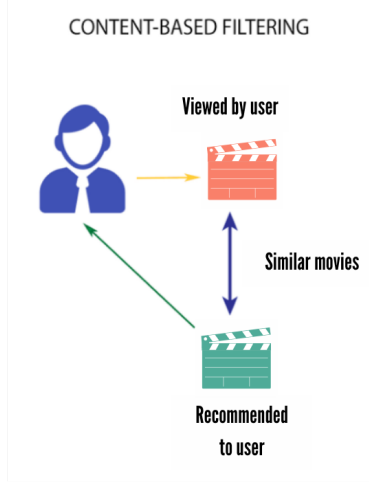 CONTENT-BASED FILTERING
Viewed by user
Similar movies
Recommended
to user